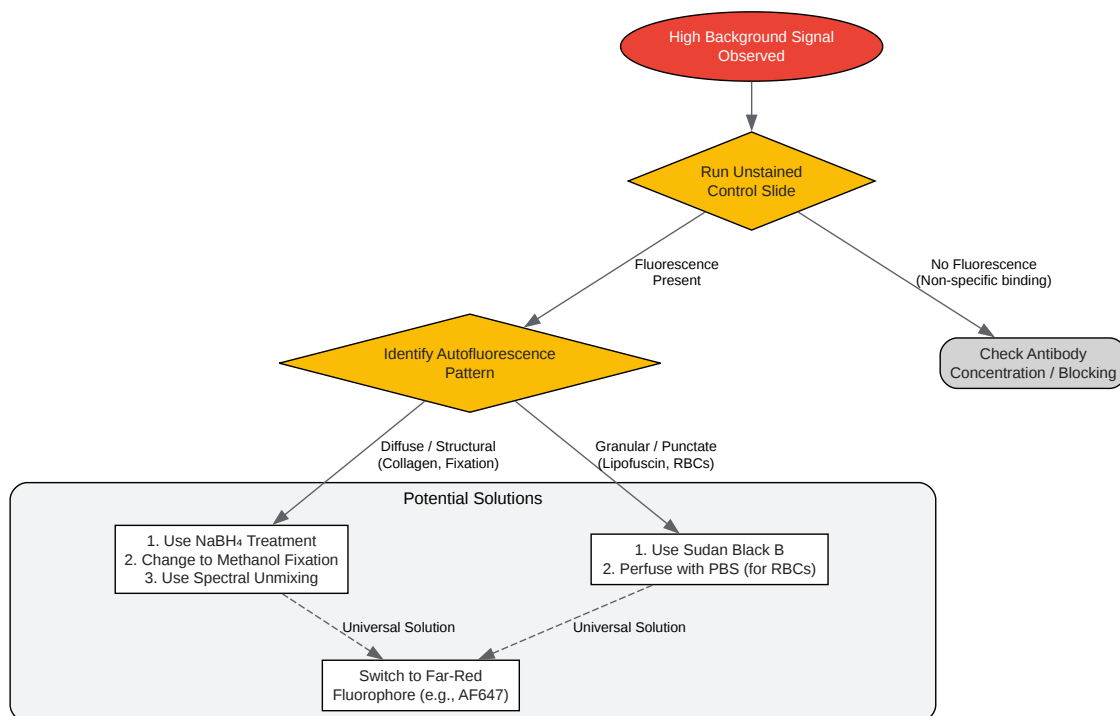 High Background Signal
Observed
Run Unstained
Control Slide
Fluorescence
Present
No Fluorescence
(Non-specific binding)
Identify Autofluorescence
Pattern
Check Antibody
Concentration / Blocking
Diffuse / Structural
(Collagen, Fixation)
Granular / Punctate
(Lipofuscin, RBCs)
Potential Solutions
1. Use NaBH₄ Treatment
2. Change to Methanol Fixation
3. Use Spectral Unmixing
1. Use Sudan Black B
2. Perfuse with PBS (for RBCs)
Universal Solution
Universal Solution
Switch to Far-Red
Fluorophore (e.g., AF647)